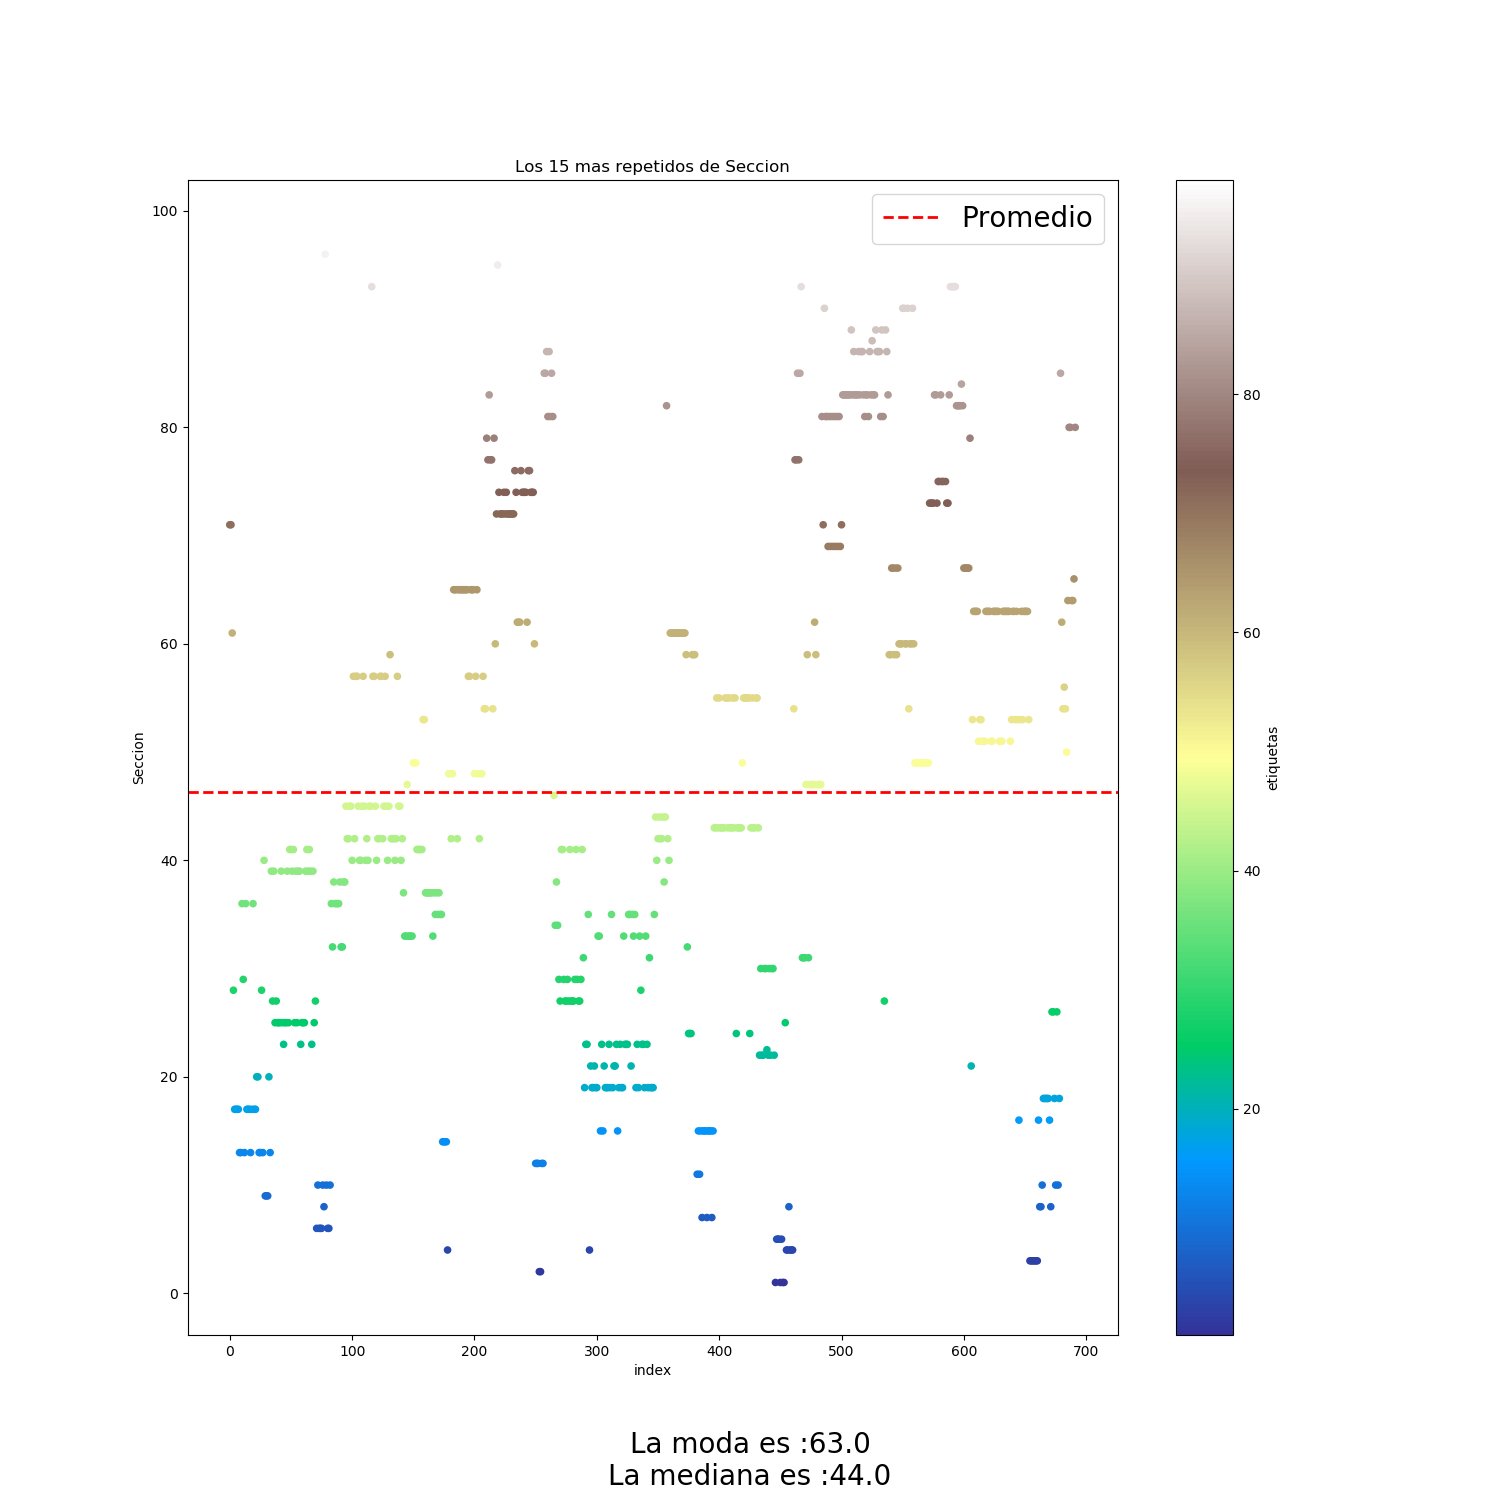 Los 15 mas repetidos de Seccion
Promedio
100
80
60
40
20
0
Seccion
0 100 200 300 400 500 600 700
index
80
60
40
20
etiquetas
La moda es :63.0
La mediana es :44.0